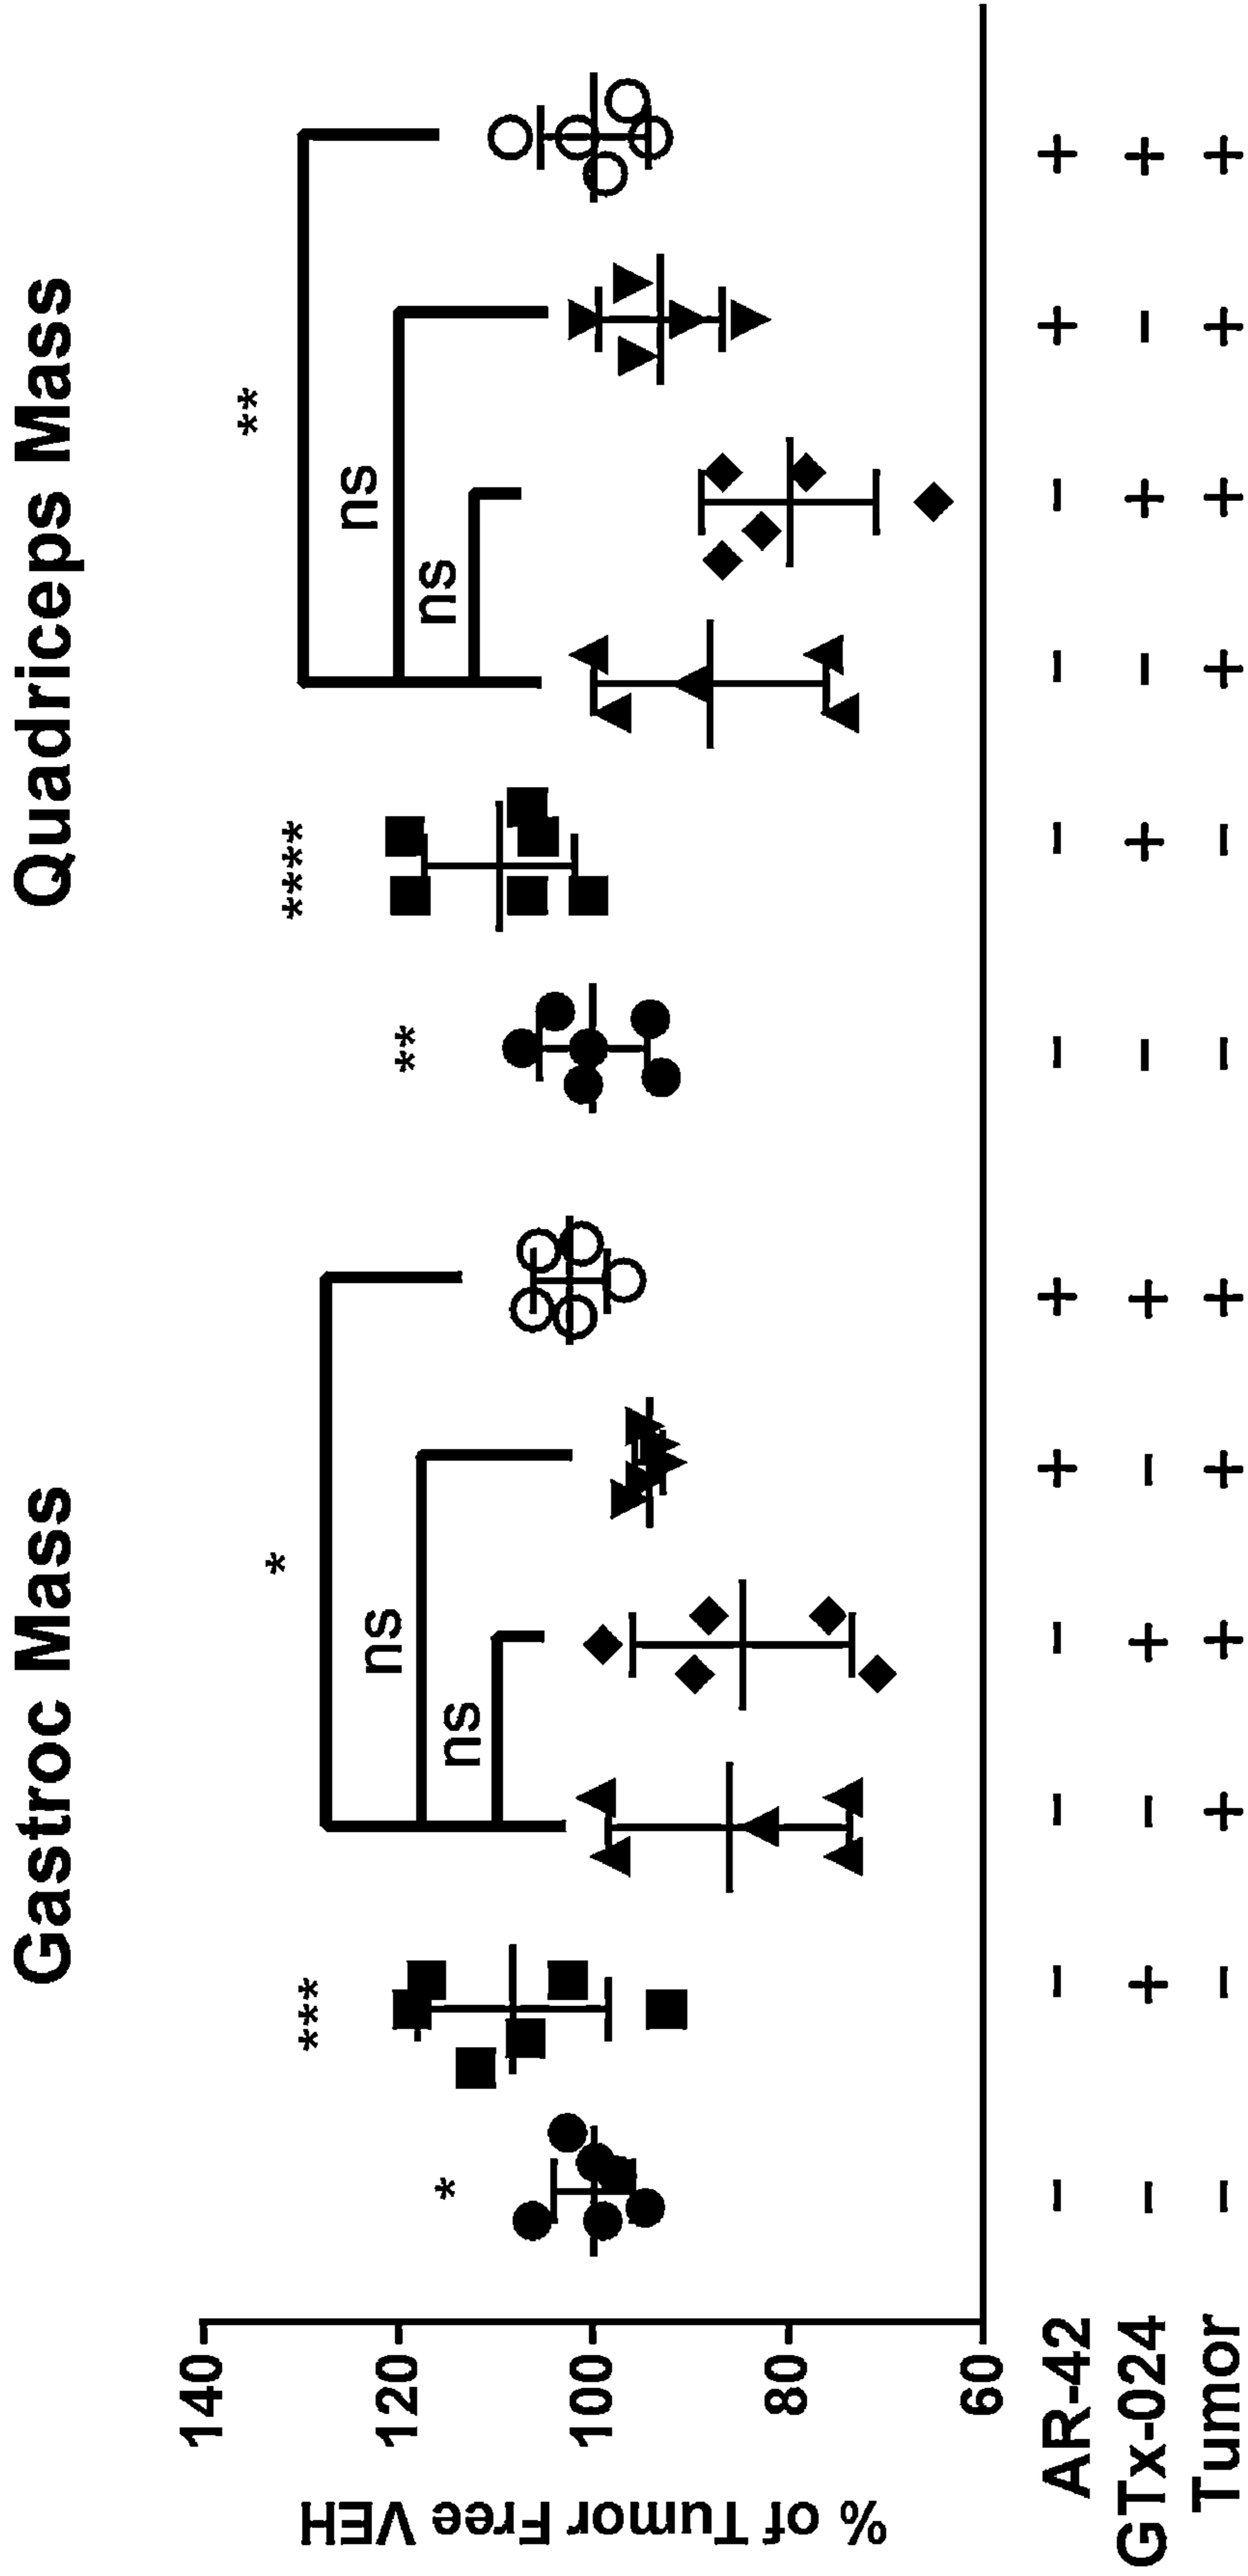 Gastroc Mass Quadriceps Mass
* *** * ns ns ** **** ** ns ns
140
120
100
80
60
% of Tumor Free VEH
AR-42 - - - - + + - - - - + +
GTx-024 - + - + - + - + - + - +
Tumor - - + + + + - - + + + +